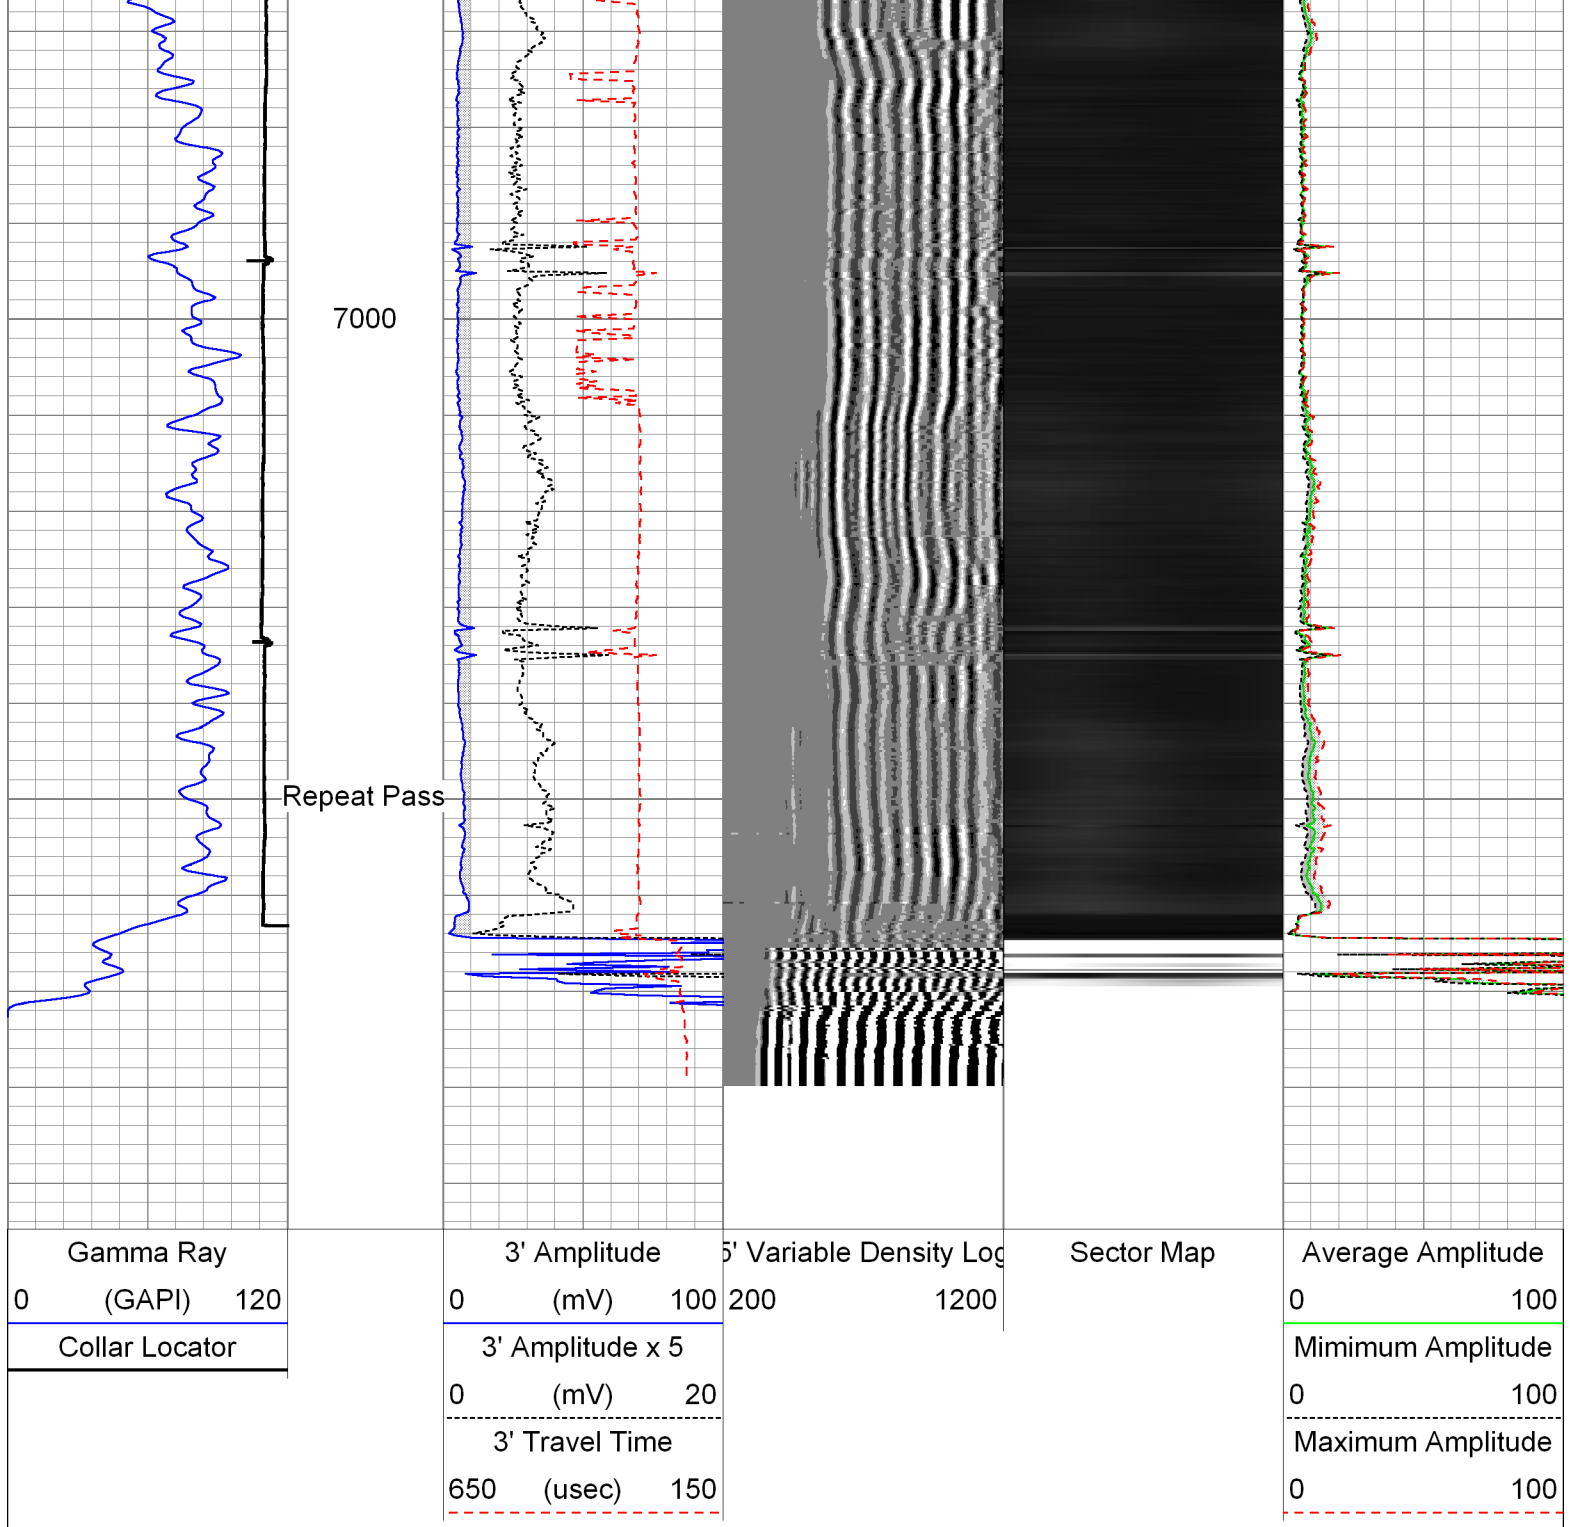 7000
Repeat Pass
Gamma Ray
0 (GAPI) 120
Collar Locator
3' Amplitude
0 (mV) 100
3' Amplitude x 5
0 (mV) 20
3' Travel Time
650 (usec) 150
5' Variable Density Log
200 1200
Sector Map
Average Amplitude
0 100
Mimimum Amplitude
0 100
Maximum Amplitude
0 100